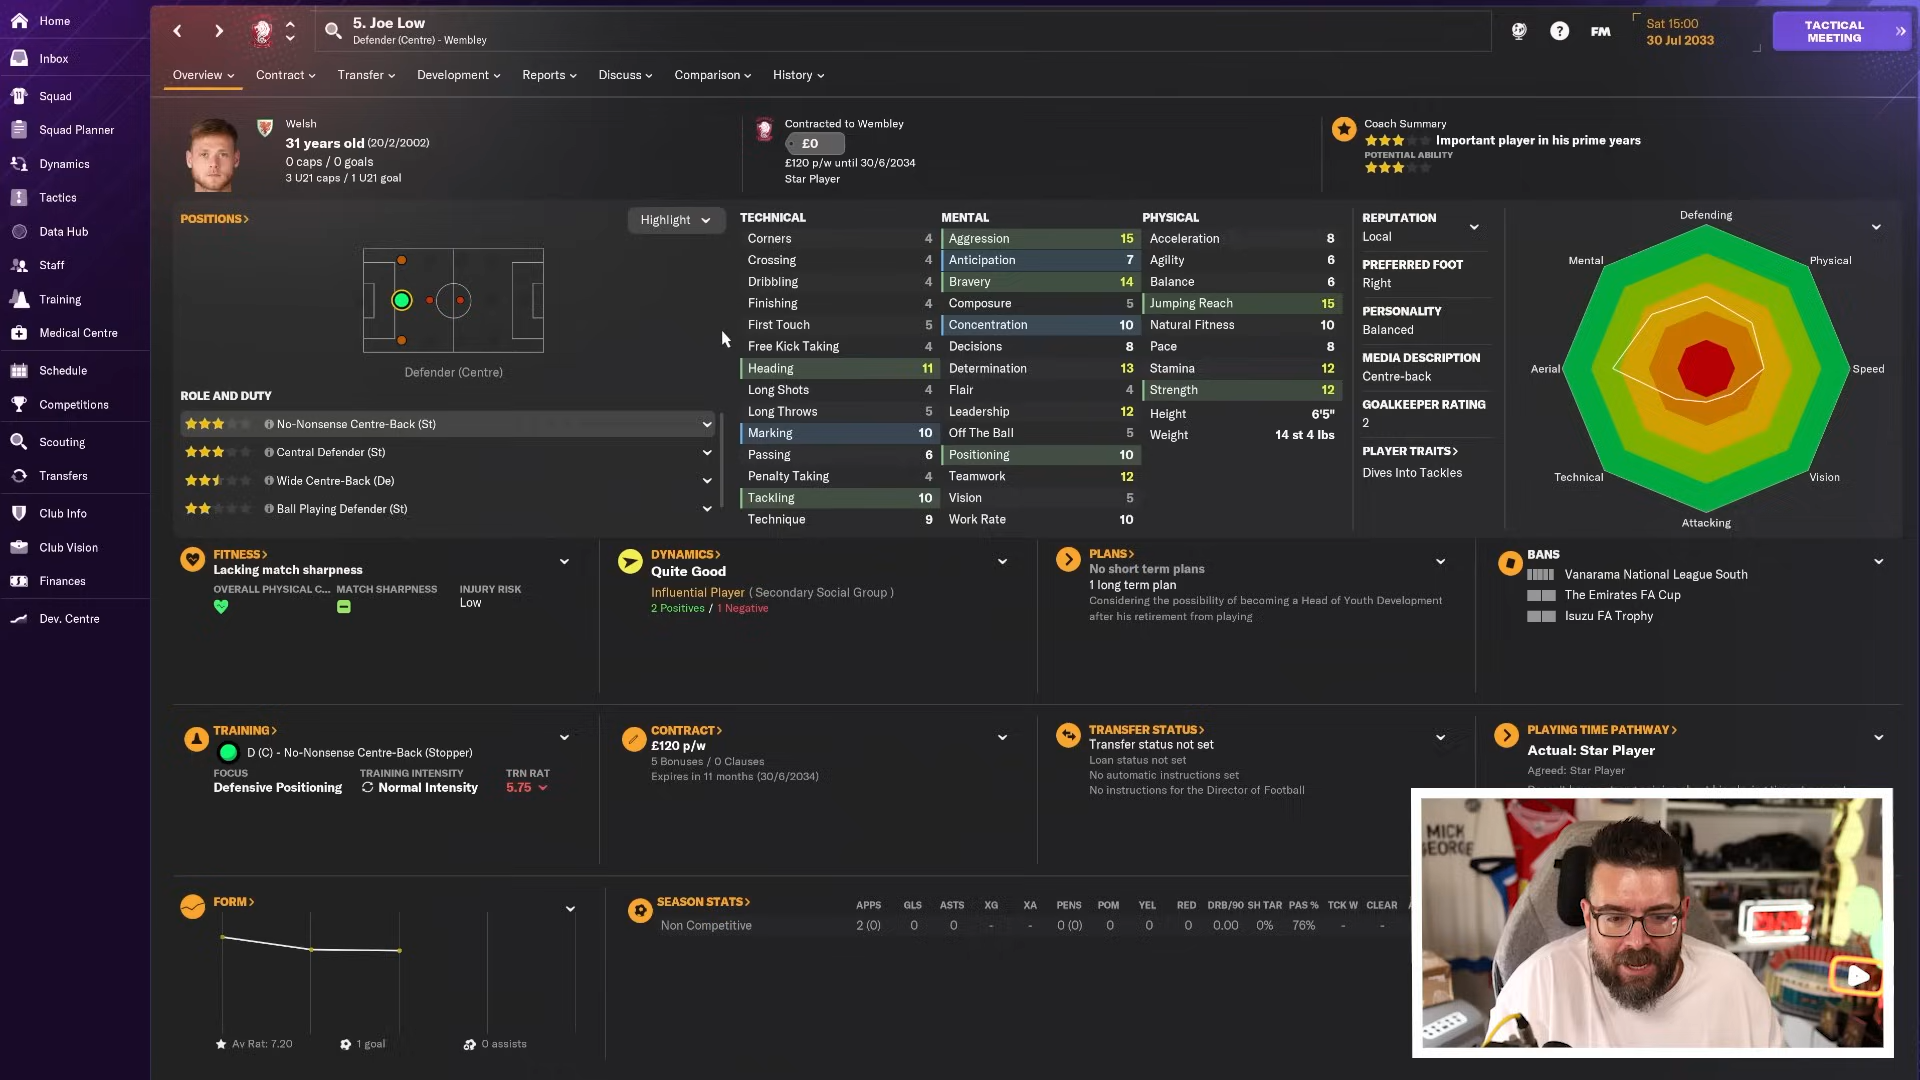 Home
Inbox
Squad
Squad Planner
Dynamics
Tactics
Data Hub
Staff
Training
Medical Centre
Schedule
Competitions
Scouting
Transfers
Club Info
Club Vision
Finances
Dev. Centre
5. Joe Low
Defender (Centre) - Wembley
FM
Sat 15:00
30 Jul 2033
TACTICAL
MEETING
Overview Contract Transfer Development Reports Discuss Comparison History
Welsh
31 years old (20/2/2002)
0 caps / 0 goals
3 U21 caps / 1 U21 goal
Contracted to Wembley
£0
£120 p/w until 30/6/2034
Star Player
Coach Summary
Important player in his prime years
POTENTIAL ABILITY
POSITIONS>
Highlight
Defender (Centre)
ROLE AND DUTY
No-Nonsense Centre-Back (St)
Central Defender (St)
Wide Centre-Back (De)
Ball Playing Defender (St)
TECHNICAL
Corners 4
Crossing 4
Dribbling 4
Finishing 4
First Touch 5
Free Kick Taking 4
Heading 11
Long Shots 4
Long Throws 5
Marking 10
Passing 6
Penalty Taking 4
Tackling 10
Technique 9
MENTAL
Aggression 15
Anticipation 7
Bravery 14
Composure 5
Concentration 10
Decisions 8
Determination 13
Flair 4
Leadership 12
Off The Ball 5
Positioning 10
Teamwork 12
Vision 5
Work Rate 10
PHYSICAL
Acceleration 8
Agility 6
Balance 6
Jumping Reach 15
Natural Fitness 10
Pace 8
Stamina 12
Strength 12
Height 6'5"
Weight 14 st 4 lbs
REPUTATION
Local
PREFERRED FOOT
Right
PERSONALITY
Balanced
MEDIA DESCRIPTION
Centre-back
GOALKEEPER RATING
2
PLAYER TRAITS>
Dives Into Tackles
Defending
Mental Physical
Aerial Speed
Technical Vision
Attacking
FITNESS>
Lacking match sharpness
OVERALL PHYSICAL C... MATCH SHARPNESS INJURY RISK
Low
DYNAMICS>
Quite Good
Influential Player ( Secondary Social Group )
2 Positives / 1 Negative
PLANS>
No short term plans
1 long term plan
Considering the possibility of becoming a Head of Youth Development
after his retirement from playing
BANS
Vanarama National League South
The Emirates FA Cup
Isuzu FA Trophy
TRAINING>
D (C) - No-Nonsense Centre-Back (Stopper)
FOCUS TRAINING INTENSITY TRN RAT
Defensive Positioning Normal Intensity 5.75
CONTRACT>
£120 p/w
5 Bonuses / 0 Clauses
Expires in 11 months (30/6/2034)
TRANSFER STATUS>
Transfer status not set
Loan status not set
No automatic instructions set
No instructions for the Director of Football
PLAYING TIME PATHWAY>
Actual: Star Player
Agreed: Star Player
FORM>
Av Rat: 7.20 1 goal 0 assists
SEASON STATS> APPS GLS ASTS XG XA PENS POM YEL RED DRB/90 SH TAR PAS % TCK W CLEAR
Non Competitive 2 (0) 0 0 - - 0 (0) 0 0 0 0.00 0% 76% - -
MICK
GEORGE